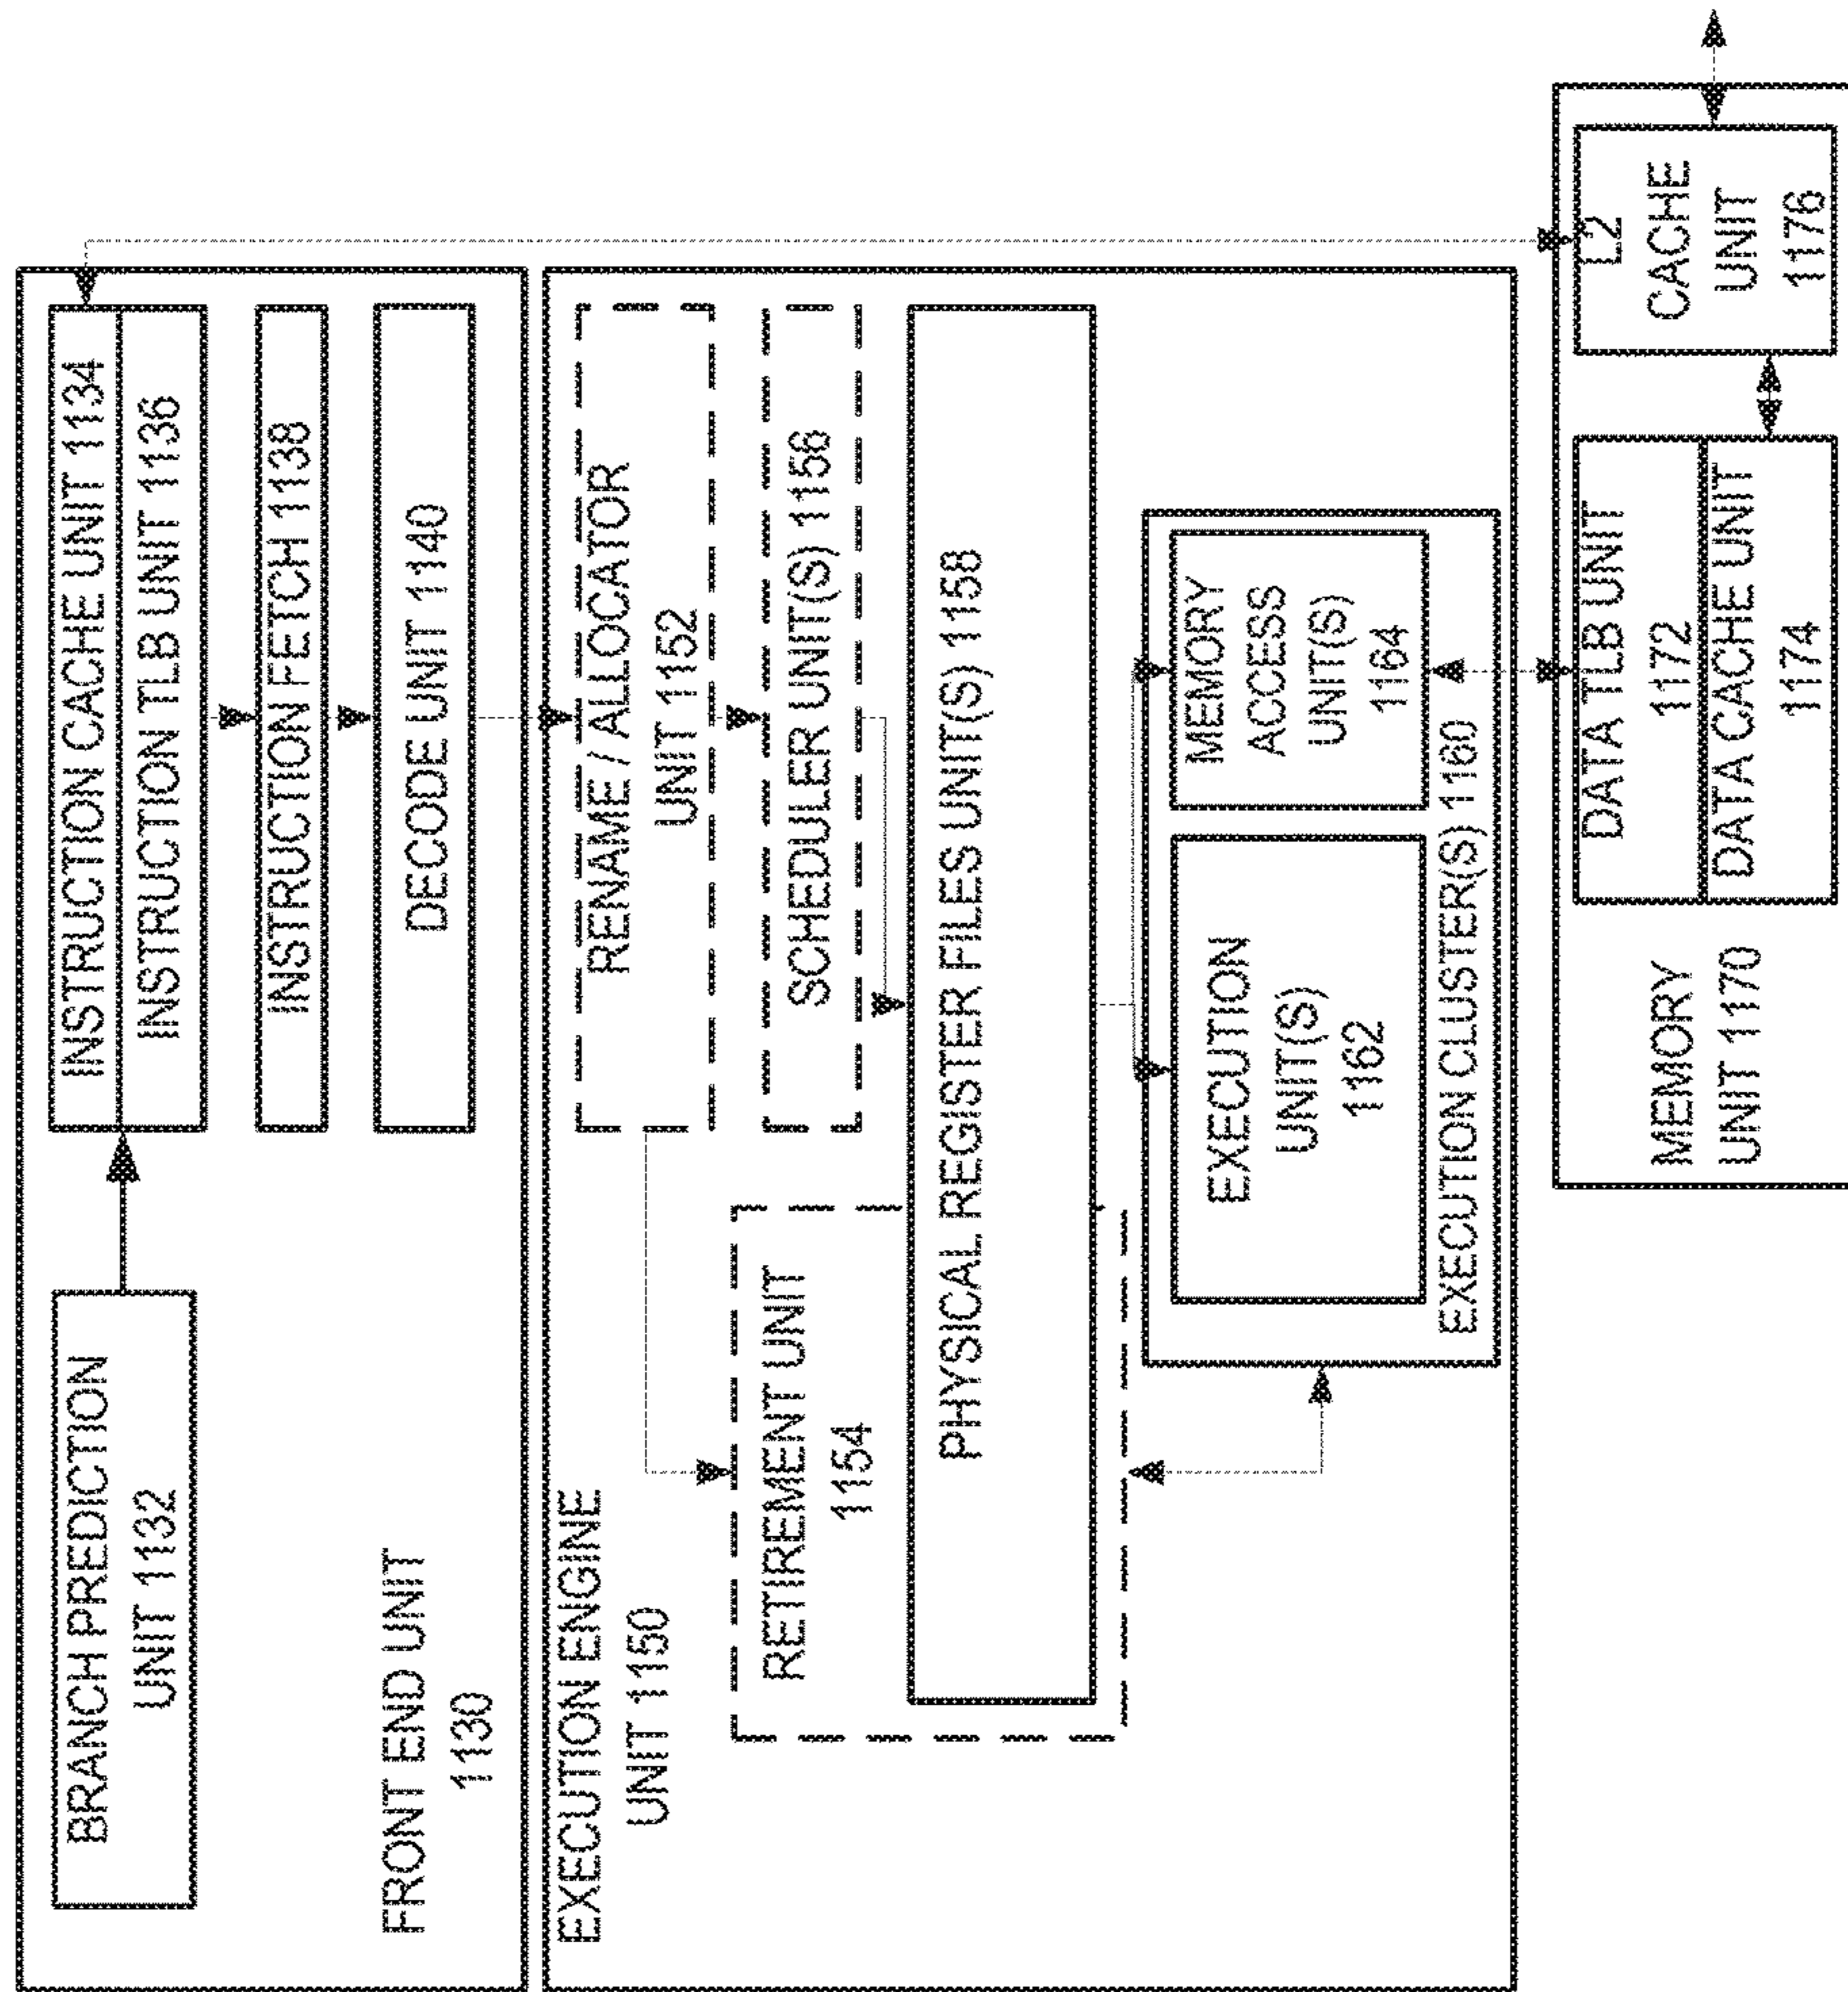 BRANCH PREDICTION
UNIT 1132
INSTRUCTION CACHE UNIT 1134
INSTRUCTION TLB UNIT 1136
INSTRUCTION FETCH 1138
DECODE UNIT 1140
FRONT END UNIT
1130
EXECUTION ENGINE
UNIT 1150
RENAME / ALLOCATOR
UNIT 1152
SCHEDULER UNIT(S) 1156
RETIREMENT UNIT
1154
PHYSICAL REGISTER FILES UNIT(S) 1158
EXECUTION
UNIT(S)
1162
MEMORY
ACCESS
UNIT(S)
1164
EXECUTION CLUSTER(S) 1160
MEMORY
UNIT 1170
DATA TLB UNIT
1172
DATA CACHE UNIT
1174
L2
CACHE
UNIT
1176